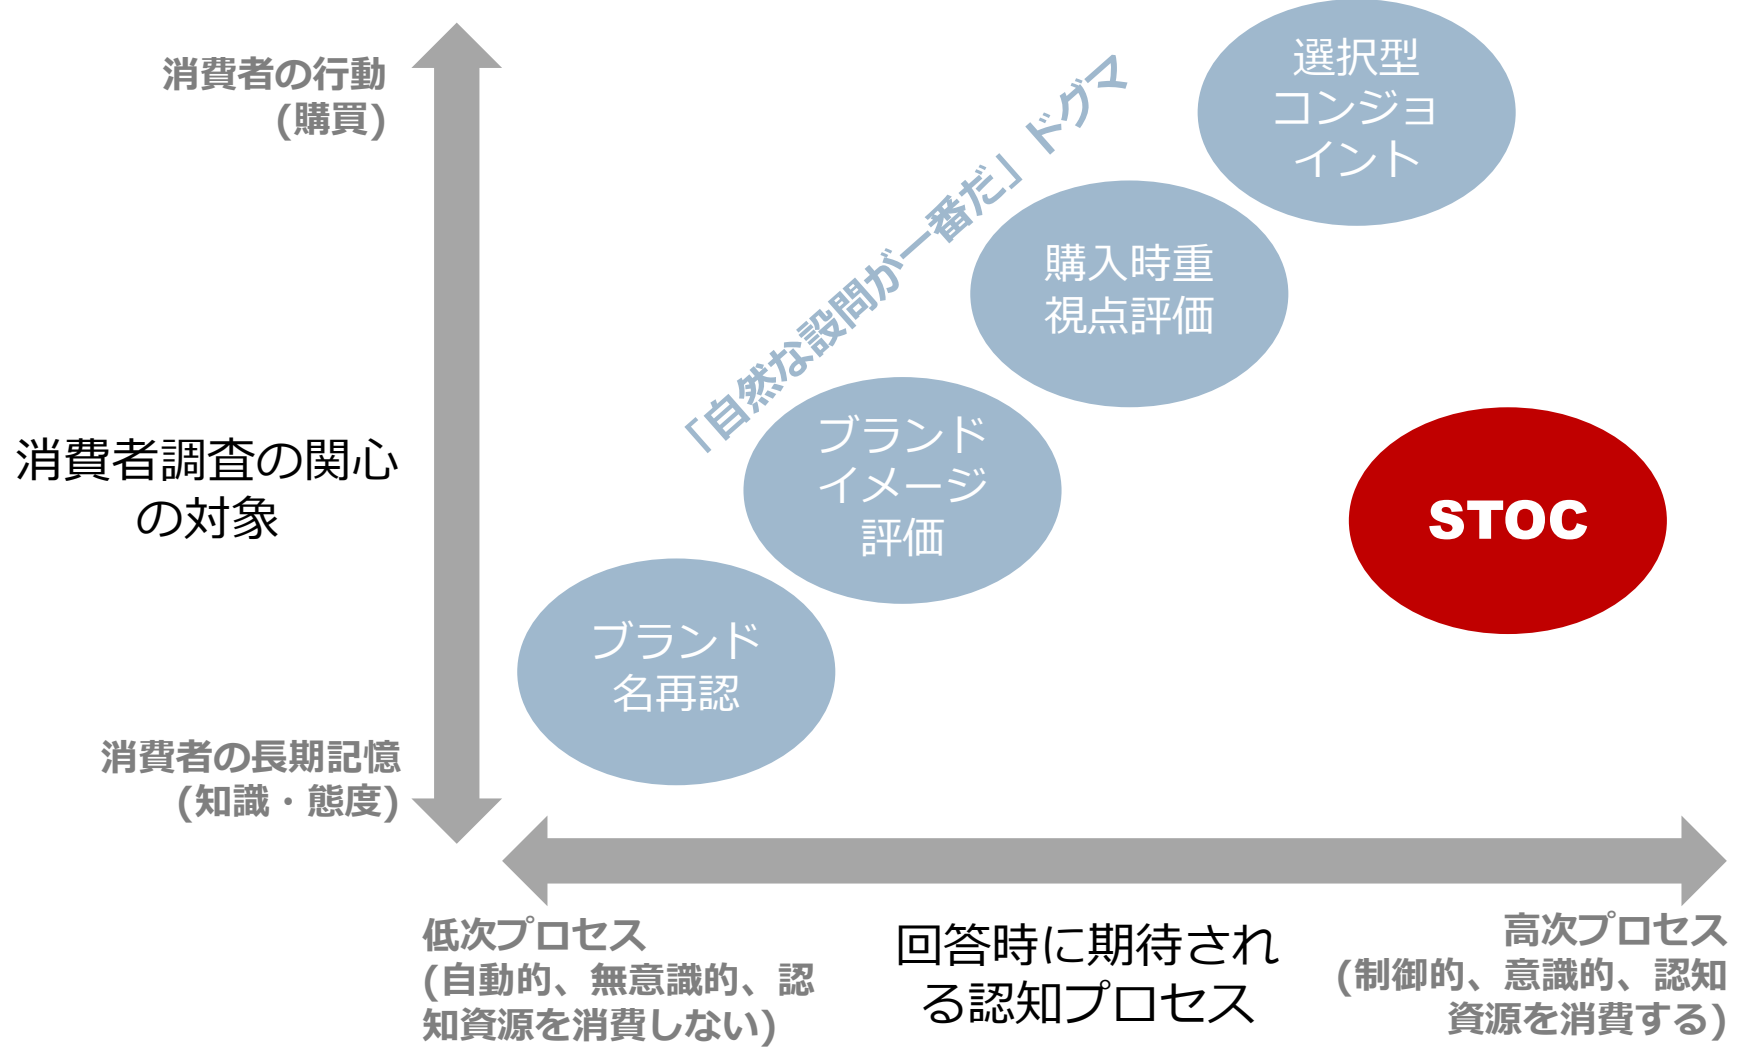 消費者の行動
(購買)
「自然な設問が一番だ」ドグマ
選択型
コンジョ
イント
購入時重
視点評価
消費者調査の関心
の対象
ブランド
イメージ
評価
STOC
ブランド
名再認
消費者の長期記憶
(知識・態度)
低次プロセス
(自動的、無意識的、認
知資源を消費しない)
回答時に期待され
る認知プロセス
高次プロセス
(制御的、意識的、認知
資源を消費する)